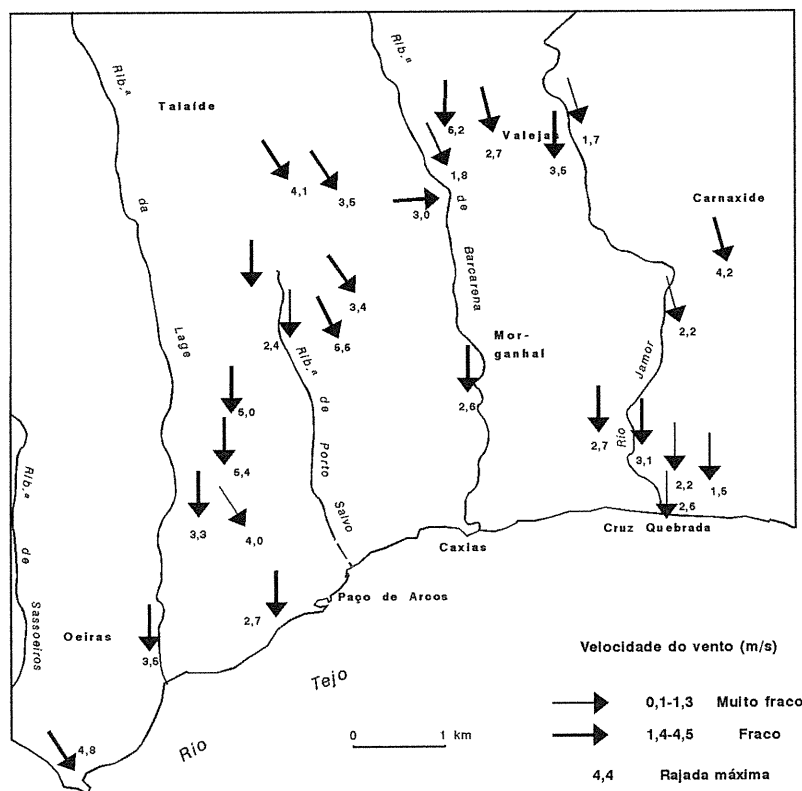 Rib.ª
da
Lage
Talaíde
Rib.ª
de
Barcarena
5,2
2,7
Valejas
3,5
1,7
1,8
3,0
4,1
3,5
Carnaxide
4,2
3,4
5,5
2,4
Rib.ª
de
Porto
Salvo
2,2
Jamor
Rio
Mor-
ganhal
2,6
5,0
5,4
3,3
4,0
2,7
3,1
2,2
1,5
2,6
Cruz Quebrada
Caxias
Rib.ª
de
Sassoeiros
2,7
Paço de Arcos
Oeiras
3,5
4,8
Rio
Tejo
0 1 km
Velocidade do vento (m/s)
0,1-1,3 Muito fraco
1,4-4,5 Fraco
4,4 Rajada máxima